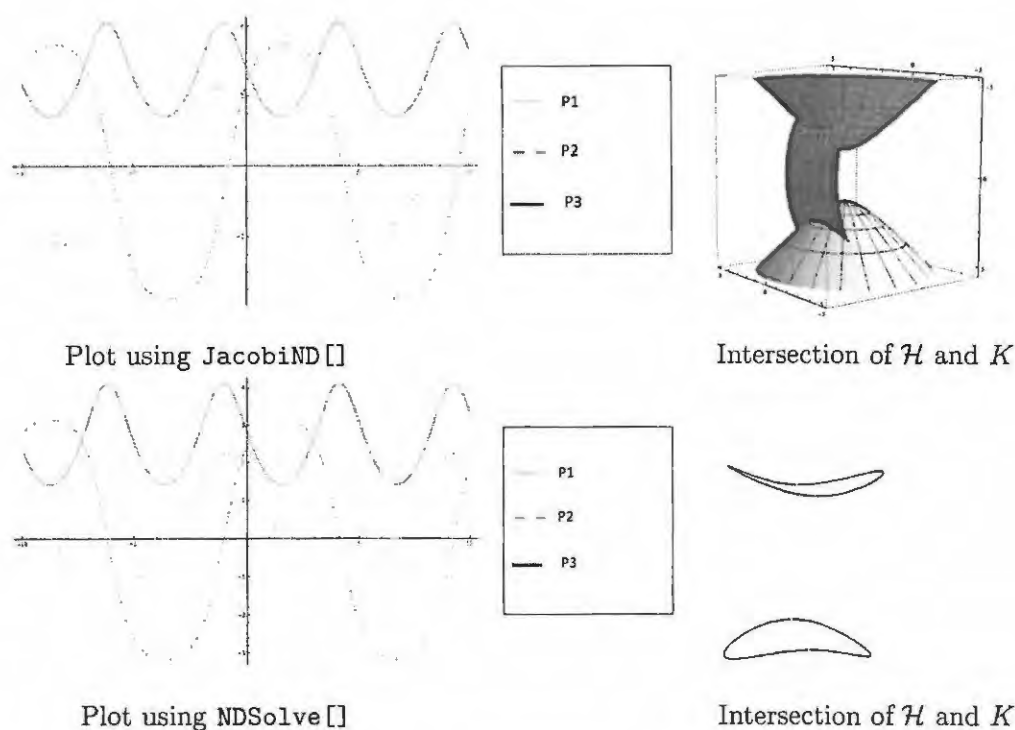 P1
P2
P3
Plot using JacobiND[]
Intersection of H and K
P1
P2
P3
Plot using NDSolve[]
Intersection of H and K